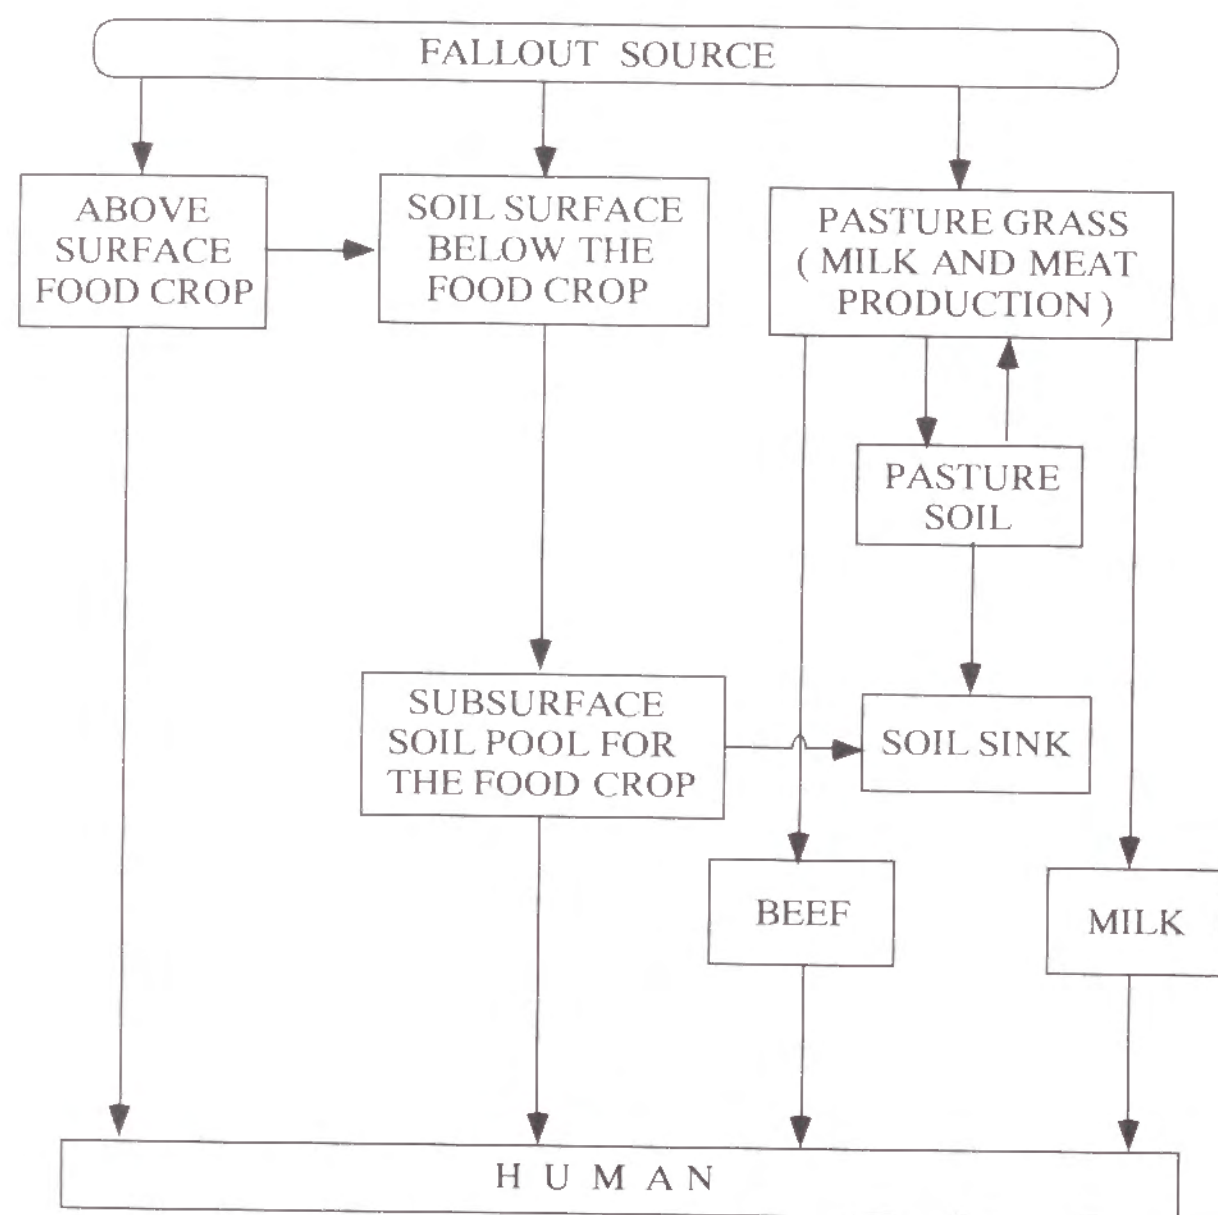 FALLOUT SOURCE
ABOVE
SURFACE
FOOD CROP
SOIL SURFACE
BELOW THE
FOOD CROP
PASTURE GRASS
( MILK AND MEAT
PRODUCTION )
PASTURE
SOIL
SUBSURFACE
SOIL POOL FOR
THE FOOD CROP
SOIL SINK
BEEF
MILK
H U M A N